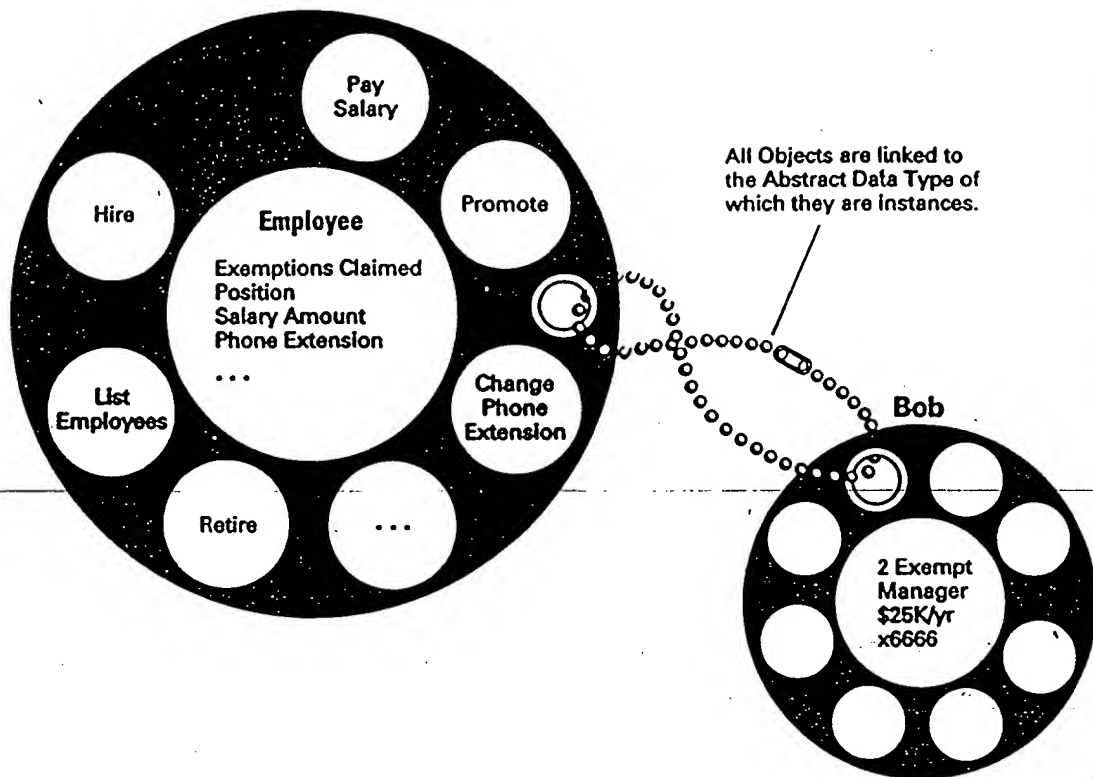 Pay
Salary
Hire
Promote
Employee
Exemptions Claimed
Position
Salary Amount
Phone Extension
...
List
Employees
Change
Phone
Extension
Retire
...
All Objects are linked to
the Abstract Data Type of
which they are instances.
Bob
2 Exempt
Manager
$25K/yr
x6666